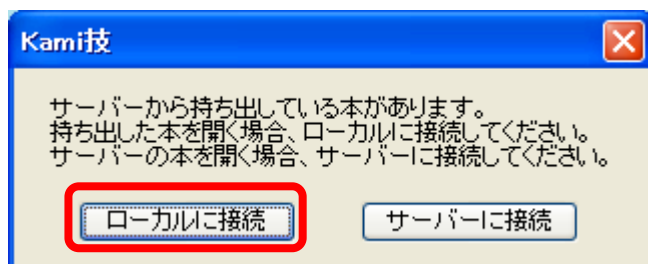 Kami技
サーバーから持ち出している本があります。
持ち出した本を開く場合、ローカルに接続してください。
サーバーの本を開く場合、サーバーに接続してください。
ローカルに接続
サーバーに接続